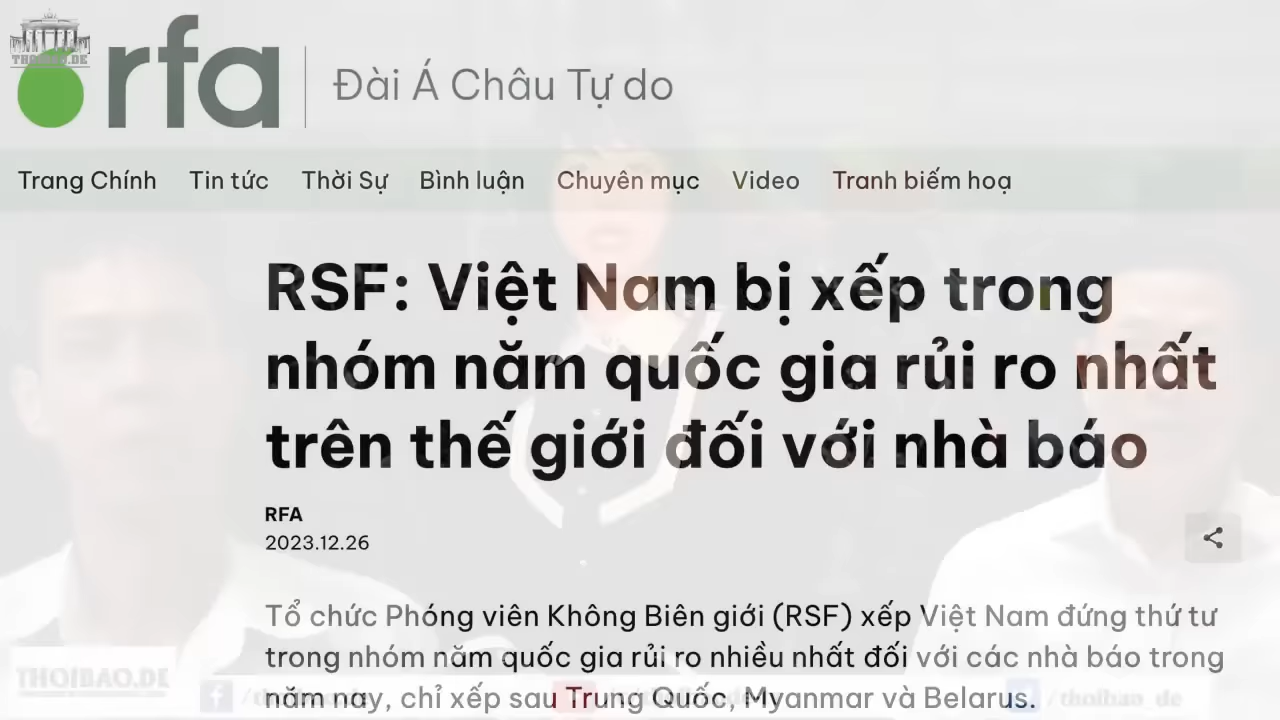 THOIBAO.DE
rfa
Đài Á Châu Tự do
Trang Chính Tin tức Thời Sự Bình luận Chuyên mục Video Tranh biếm hoạ
RSF: Việt Nam bị xếp trong
nhóm năm quốc gia rủi ro nhất
trên thế giới đối với nhà báo
RFA
2023.12.26
Tổ chức Phóng viên Không Biên giới (RSF) xếp Việt Nam đứng thứ tư
trong nhóm năm quốc gia rủi ro nhiều nhất đối với các nhà báo trong
THOIBAO.DE
năm nay, chỉ xếp sau Trung Quốc, Myanmar và Belarus.
/thoibao_de